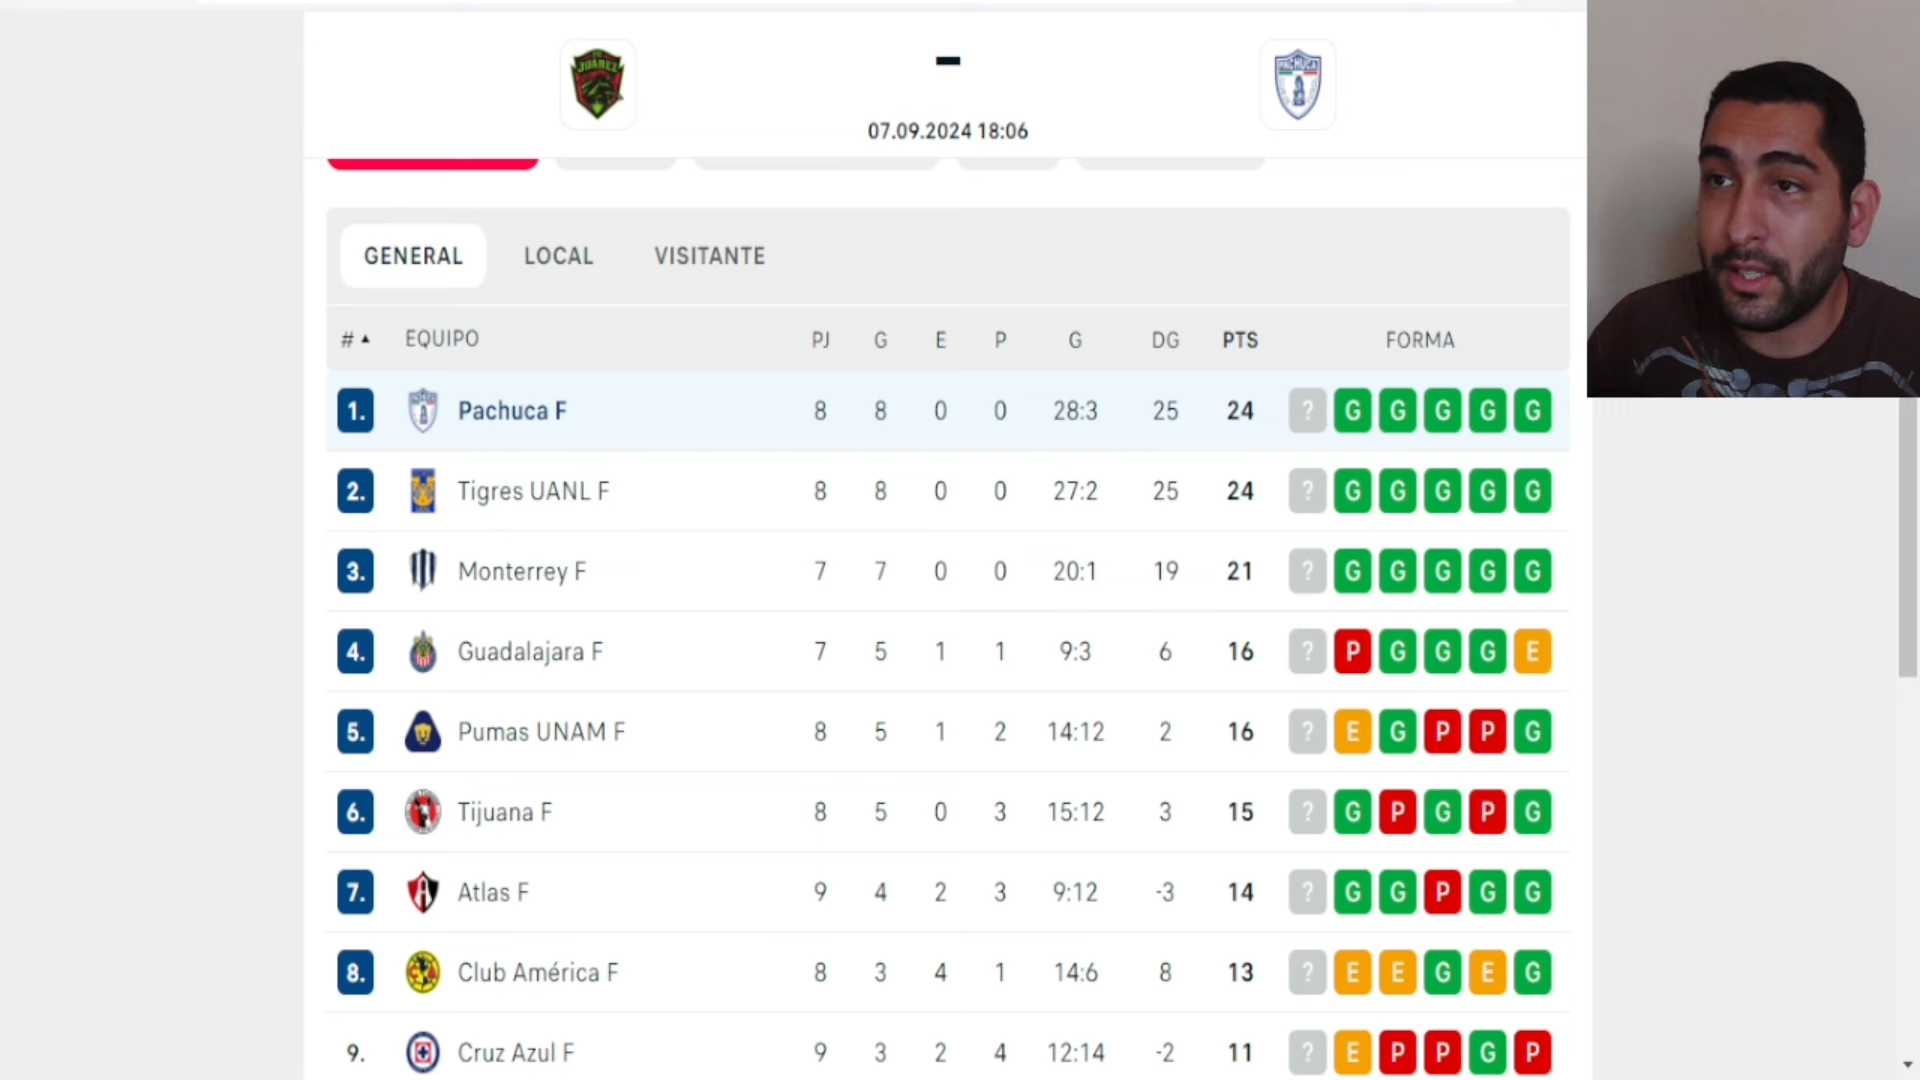 JUÁREZ
-
PACHUCA
07.09.2024 18:06
GENERAL LOCAL VISITANTE
# ▲ EQUIPO PJ G E P G DG PTS FORMA
1. Pachuca F 8 8 0 0 28:3 25 24 ? G G G G G
2. Tigres UANL F 8 8 0 0 27:2 25 24 ? G G G G G
3. Monterrey F 7 7 0 0 20:1 19 21 ? G G G G G
4. Guadalajara F 7 5 1 1 9:3 6 16 ? P G G G E
5. Pumas UNAM F 8 5 1 2 14:12 2 16 ? E G P P G
6. Tijuana F 8 5 0 3 15:12 3 15 ? G P G P G
7. Atlas F 9 4 2 3 9:12 -3 14 ? G G P G G
8. Club América F 8 3 4 1 14:6 8 13 ? E E G E G
9. Cruz Azul F 9 3 2 4 12:14 -2 11 ? E P P G P